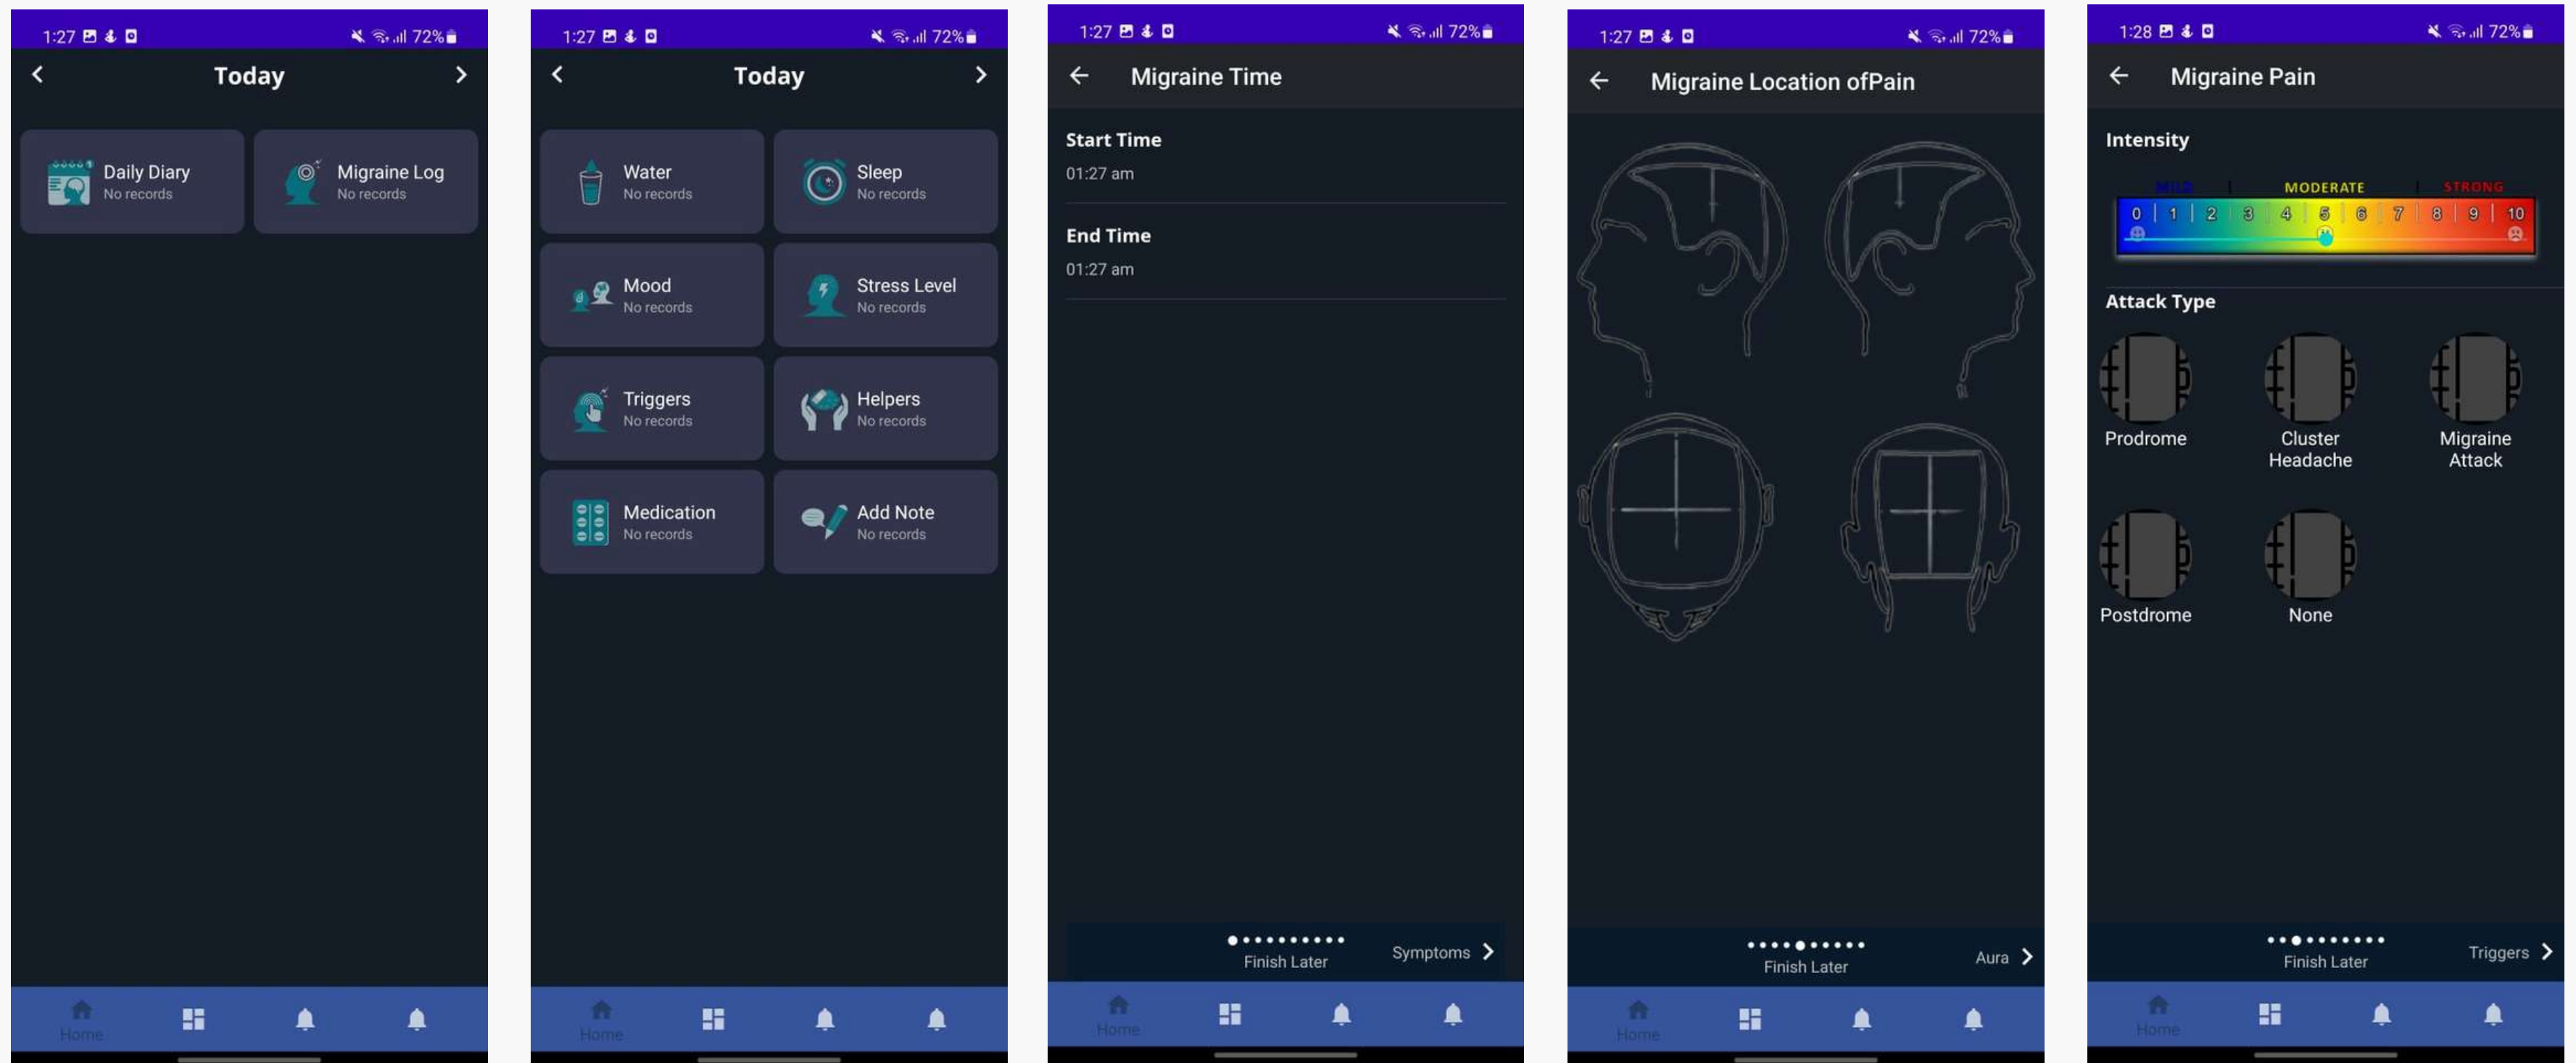 1:27 72%
Today
Daily Diary
No records
Migraine Log
No records
Home
1:27 72%
Today
Water
No records
Sleep
No records
Mood
No records
Stress Level
No records
Triggers
No records
Helpers
No records
Medication
No records
Add Note
No records
Home
1:27 72%
Migraine Time
Start Time
01:27 am
End Time
01:27 am
Finish Later
Symptoms
Home
1:27 72%
Migraine Location ofPain
Finish Later
Aura
Home
1:28 72%
Migraine Pain
Intensity
MILD MODERATE STRONG
0 1 2 3 4 5 6 7 8 9 10
Attack Type
Prodrome
Cluster
Headache
Migraine
Attack
Postdrome
None
Finish Later
Triggers
Home